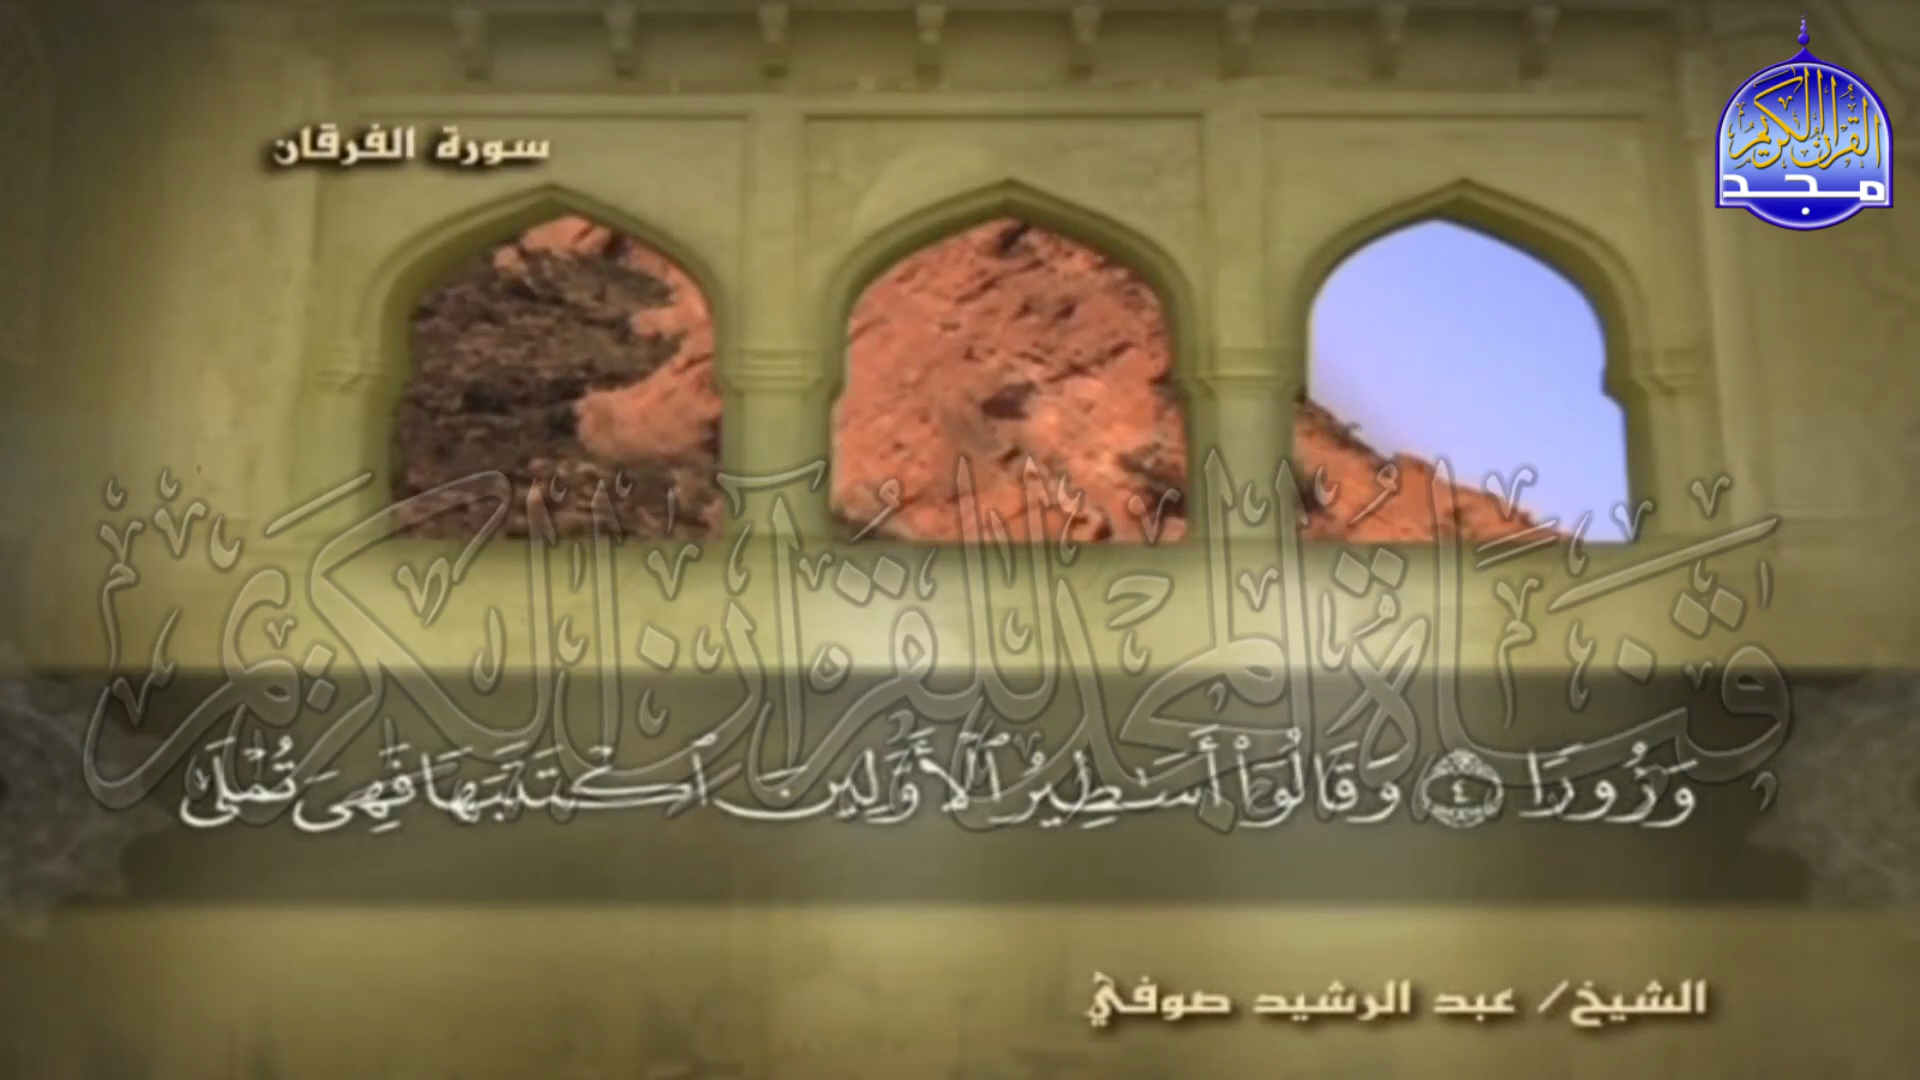 القرآن الكريم
مجد
سورة الفرقان
قناة المجد للقرآن الكريم
وَزُورًا ٤ وَقَالُوٓاْ أَسَٰطِيرُ ٱلْأَوَّلِينَ ٱكْتَتَبَهَا فَهِىَ تُمْلَىٰ
الشيخ/ عبد الرشيد صوفي